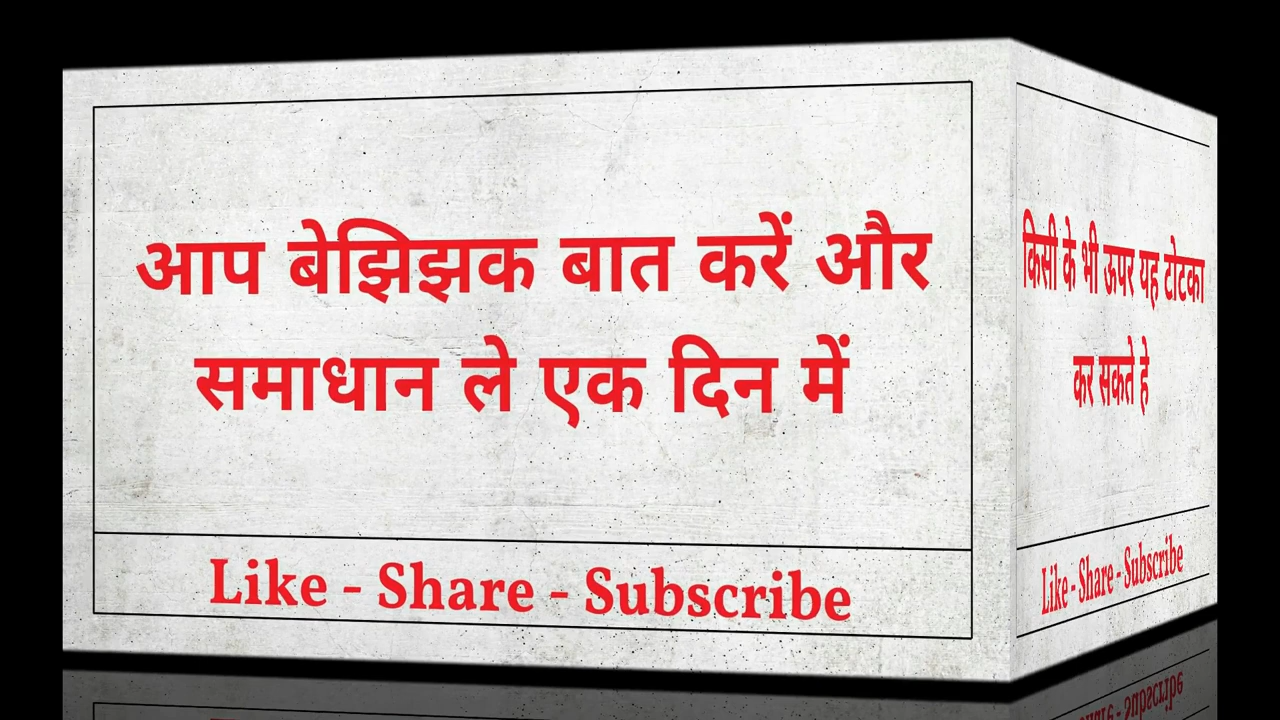 आप बेझिझक बात करें और
समाधान ले एक दिन में
Like - Share - Subscribe
किसी के भी ऊपर यह टोटका
कर सकते हे
Like - Share - Subscribe